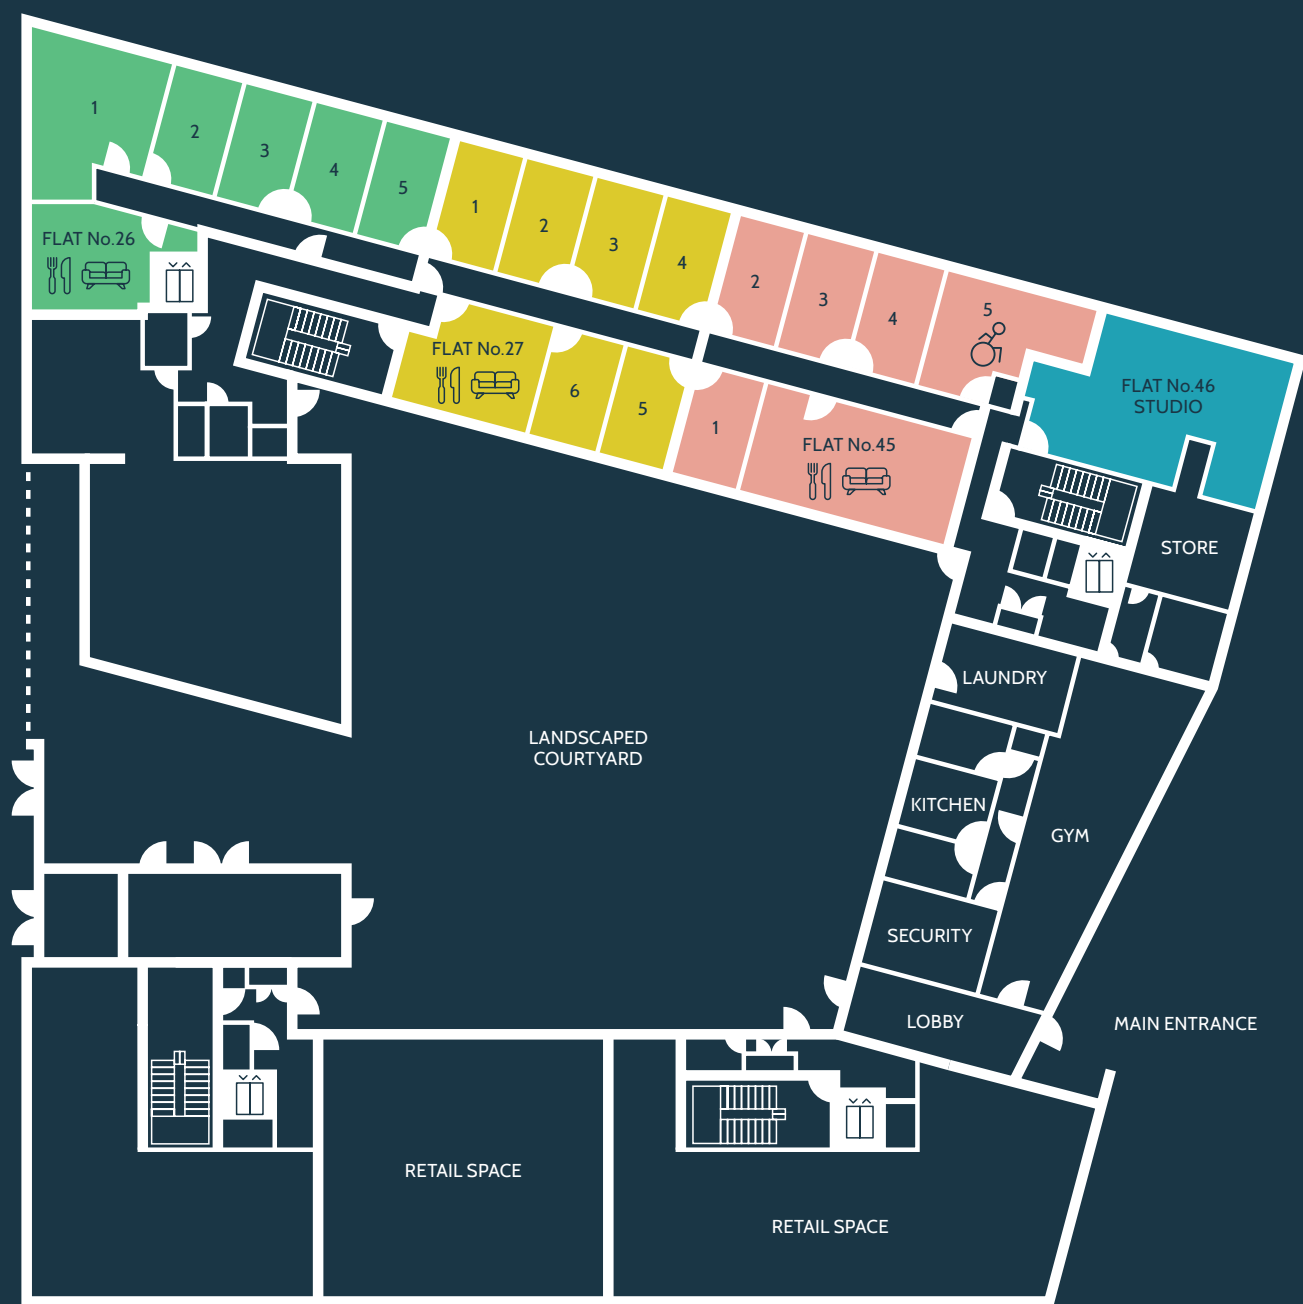 1
2
3
4
5
1
2
3
4
2
3
4
5
FLAT No.26
FLAT No.27
6
5
1
FLAT No.45
FLAT No.46
STUDIO
STORE
LAUNDRY
LANDSCAPED
COURTYARD
KITCHEN
GYM
SECURITY
LOBBY
MAIN ENTRANCE
RETAIL SPACE
RETAIL SPACE